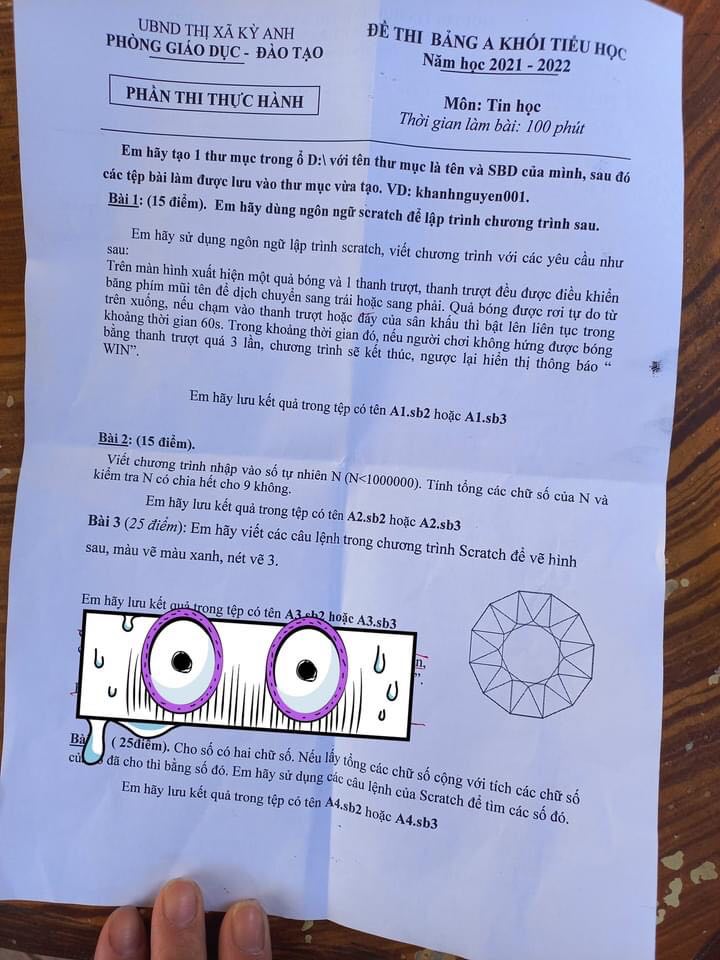 UBND THỊ XÃ KỲ ANH
PHÒNG GIÁO DỤC - ĐÀO TẠO
ĐỀ THI BẢNG A KHỐI TIỂU HỌC
Năm học 2021 - 2022
PHẦN THI THỰC HÀNH
Môn: Tin học
Thời gian làm bài: 100 phút
Em hãy tạo 1 thư mục trong ổ D:\ với tên thư mục là tên và SBD của mình, sau đó
các tệp bài làm được lưu vào thư mục vừa tạo. VD: khanhnguyen001.
Bài 1: (15 điểm). Em hãy dùng ngôn ngữ scratch để lập trình chương trình sau.
Em hãy sử dụng ngôn ngữ lập trình scratch, viết chương trình với các yêu cầu như
sau:
Trên màn hình xuất hiện một quả bóng và 1 thanh trượt, thanh trượt đều được điều khiển
bằng phím mũi tên để dịch chuyển sang trái hoặc sang phải. Quả bóng được rơi tự do từ
trên xuống, nếu chạm vào thanh trượt hoặc đáy của sân khấu thì bật lên liên tục trong
khoảng thời gian 60s. Trong khoảng thời gian đó, nếu người chơi không hứng được bóng
bằng thanh trượt quá 3 lần, chương trình sẽ kết thúc, ngược lại hiển thị thông báo “
WIN”.
Em hãy lưu kết quả trong tệp có tên A1.sb2 hoặc A1.sb3
Bài 2: (15 điểm).
Viết chương trình nhập vào số tự nhiên N (N<1000000). Tính tổng các chữ số của N và
kiểm tra N có chia hết cho 9 không.
Em hãy lưu kết quả trong tệp có tên A2.sb2 hoặc A2.sb3
Bài 3 (25 điểm): Em hãy viết các câu lệnh trong chương trình Scratch để vẽ hình
sau, màu vẽ màu xanh, nét vẽ 3.
Em hãy lưu kết quả trong tệp có tên A3.sb2 hoặc A3.sb3
( 25điểm). Cho số có hai chữ số. Nếu lấy tổng các chữ số cộng với tích các chữ số
đã cho thì bằng số đó. Em hãy sử dụng các câu lệnh của Scratch để tìm các số đó.
Em hãy lưu kết quả trong tệp có tên A4.sb2 hoặc A4.sb3